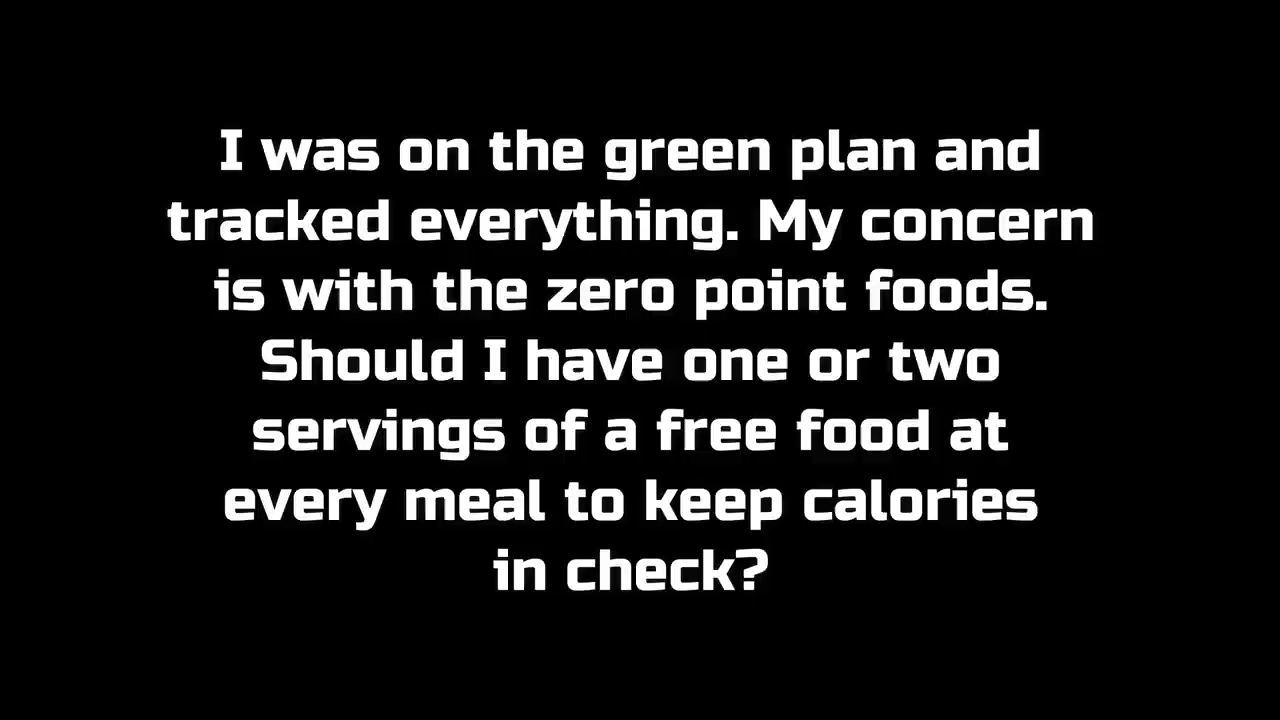 I was on the green plan and
tracked everything. My concern
is with the zero point foods.
Should I have one or two
servings of a free food at
every meal to keep calories
in check?